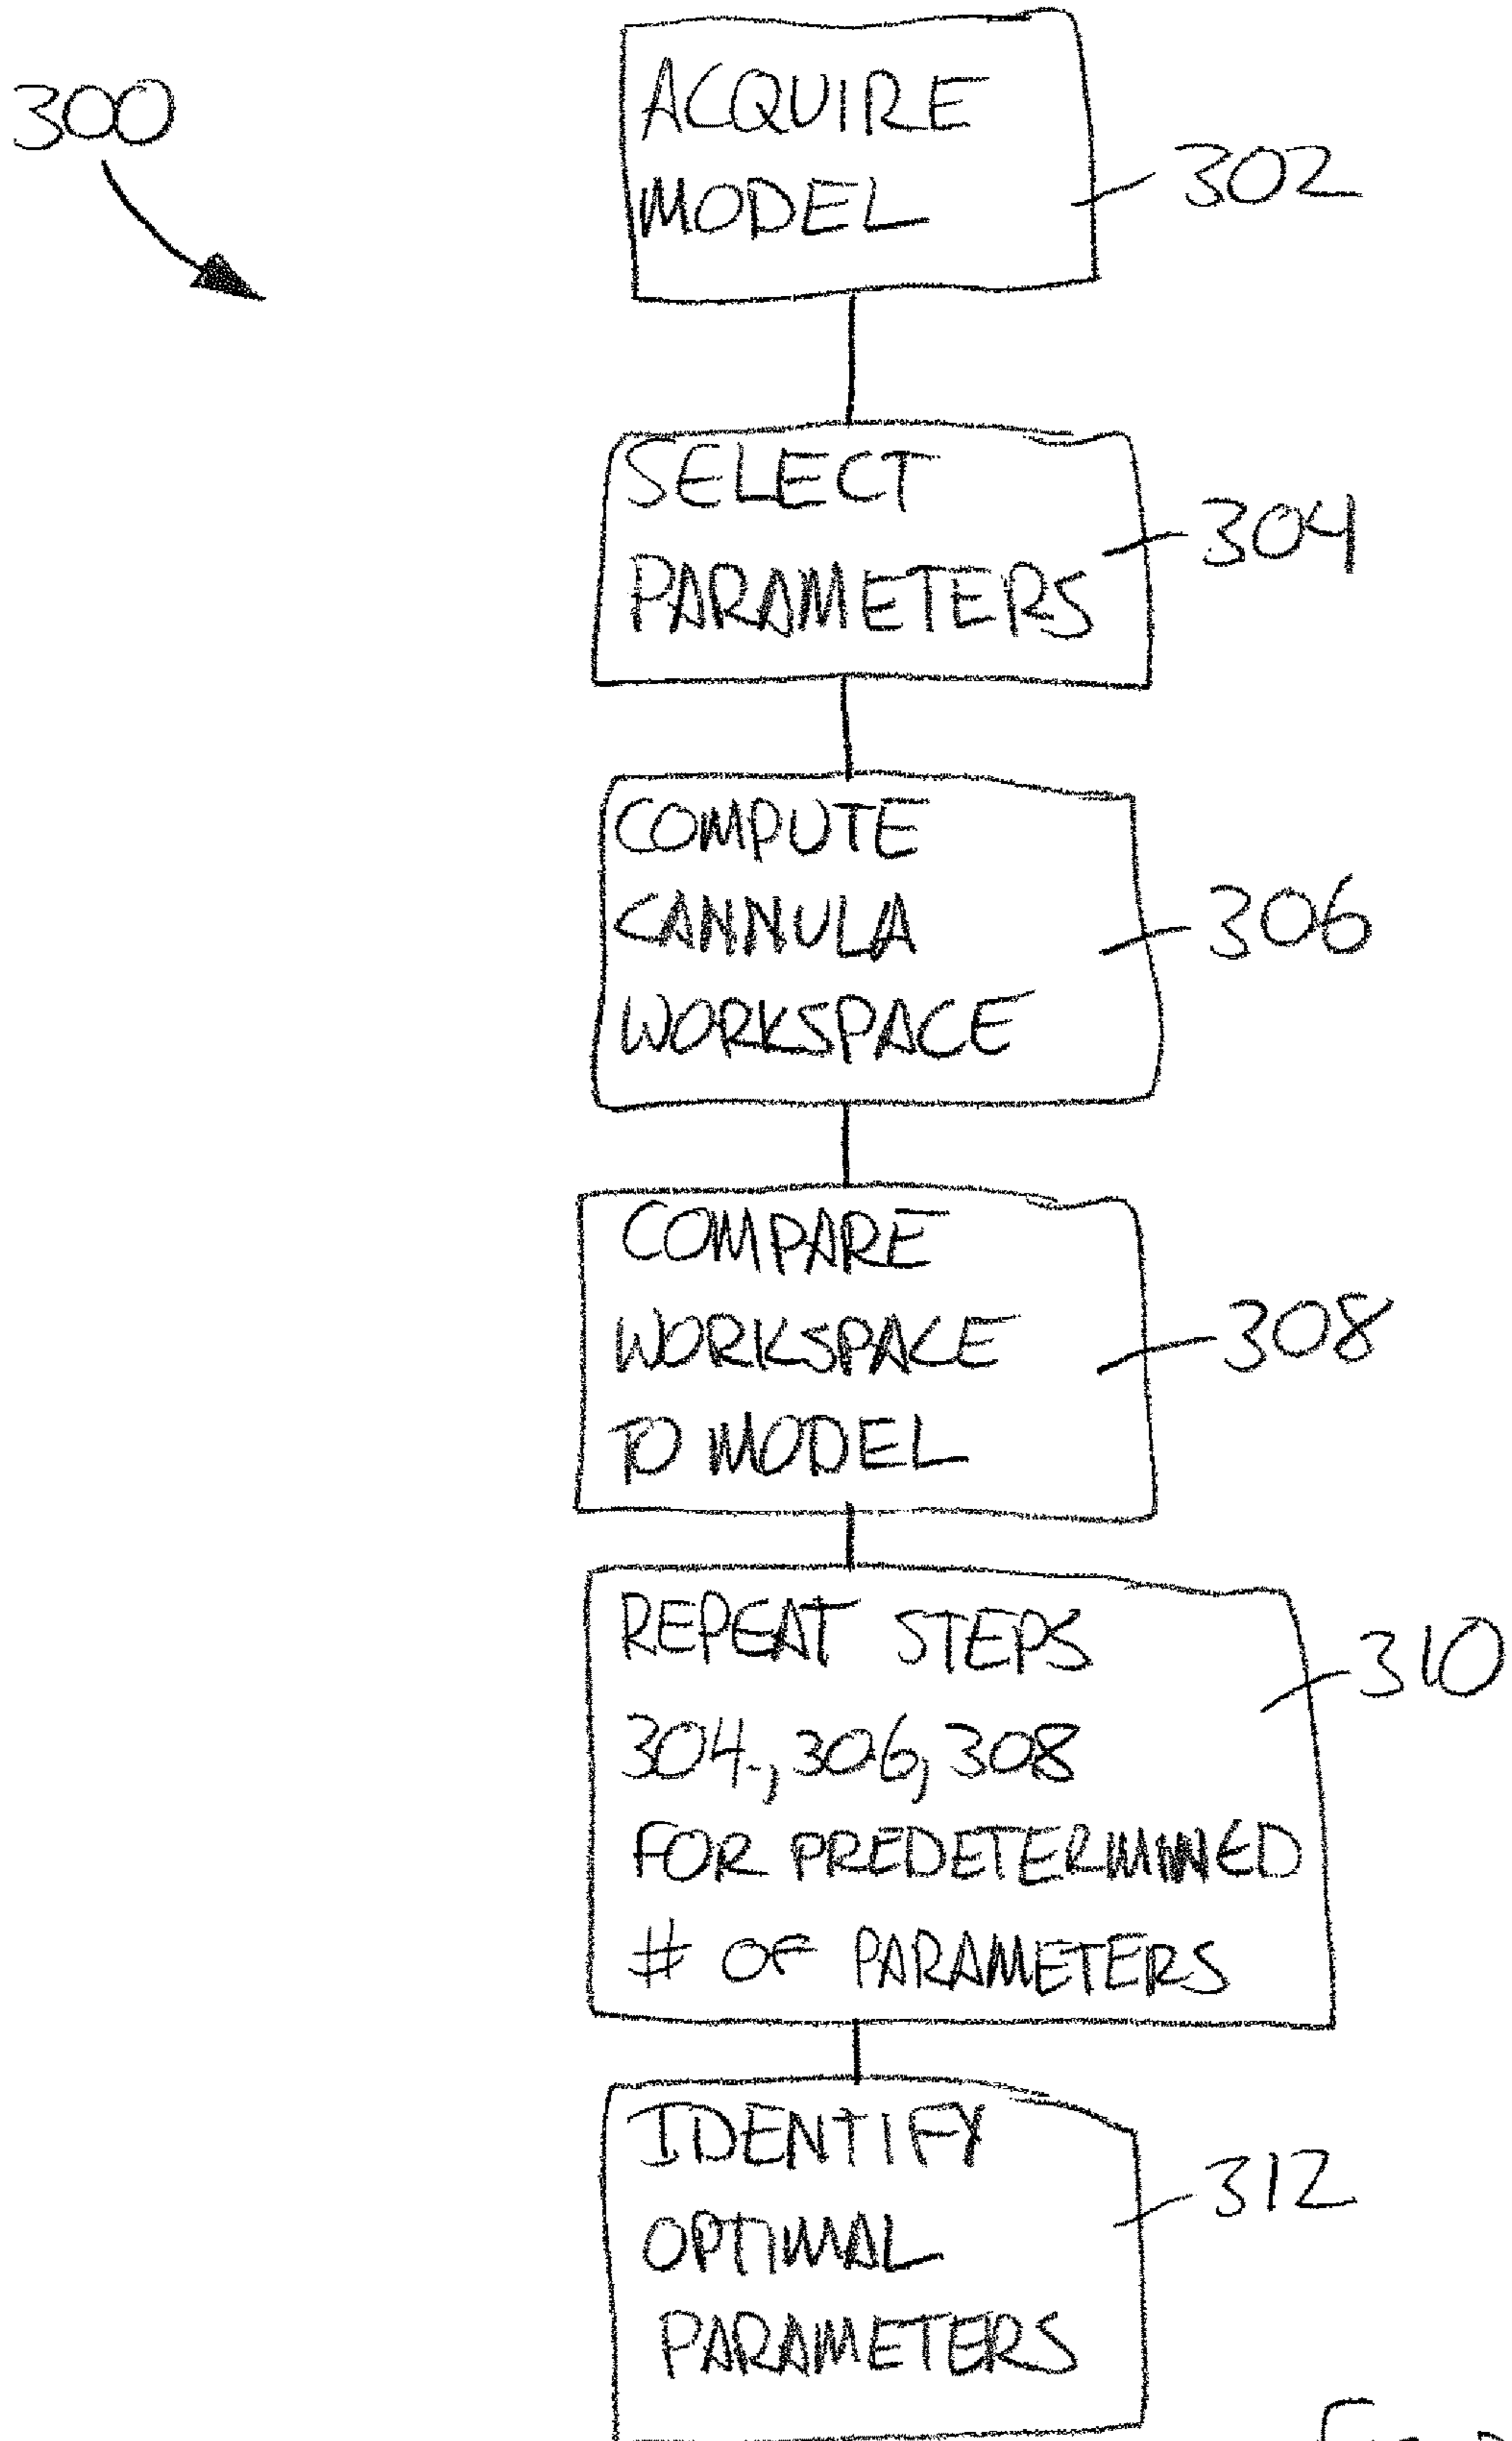 300
ACQUIRE
MODEL
302
SELECT
PARAMETERS
304
COMPUTE
CANNULA
WORKSPACE
306
COMPARE
WORKSPACE
TO MODEL
308
REPEAT STEPS
304, 306, 308
FOR PREDETERMINED
# OF PARAMETERS
310
IDENTIFY
OPTIMAL
PARAMETERS
312